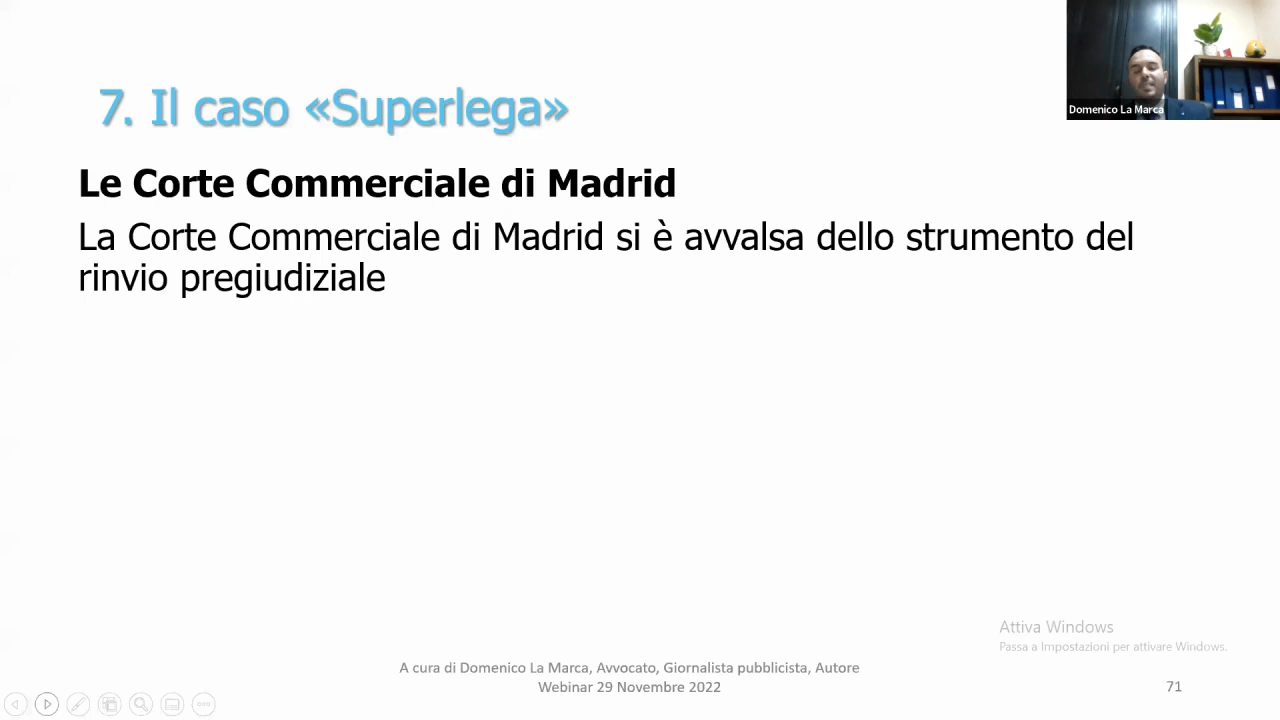 7. Il caso «Superlega»
Domenico La Marca
Le Corte Commerciale di Madrid
La Corte Commerciale di Madrid si è avvalsa dello strumento del
rinvio pregiudiziale
Attiva Windows
Passa a Impostazioni per attivare Windows.
A cura di Domenico La Marca, Avvocato, Giornalista pubblicista, Autore
Webinar 29 Novembre 2022
71